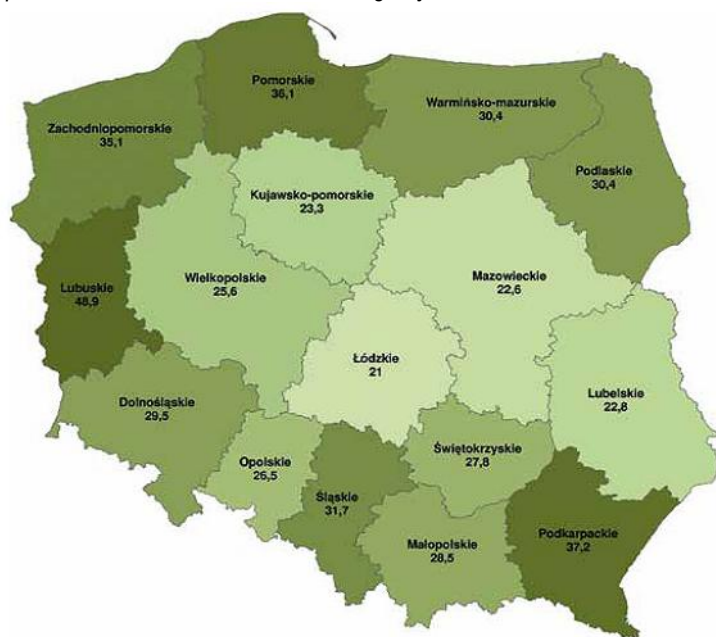 Pomorskie
36,1
Warmińsko-mazurskie
30,4
Zachodniopomorskie
35,1
Podlaskie
30,4
Kujawsko-pomorskie
23,3
Wielkopolskie
25,6
Mazowieckie
22,6
Lubuskie
48,9
Łódzkie
21
Lubelskie
22,8
Dolnośląskie
29,5
Świętokrzyskie
27,8
Opolskie
26,5
Śląskie
31,7
Podkarpackie
37,2
Małopolskie
28,5